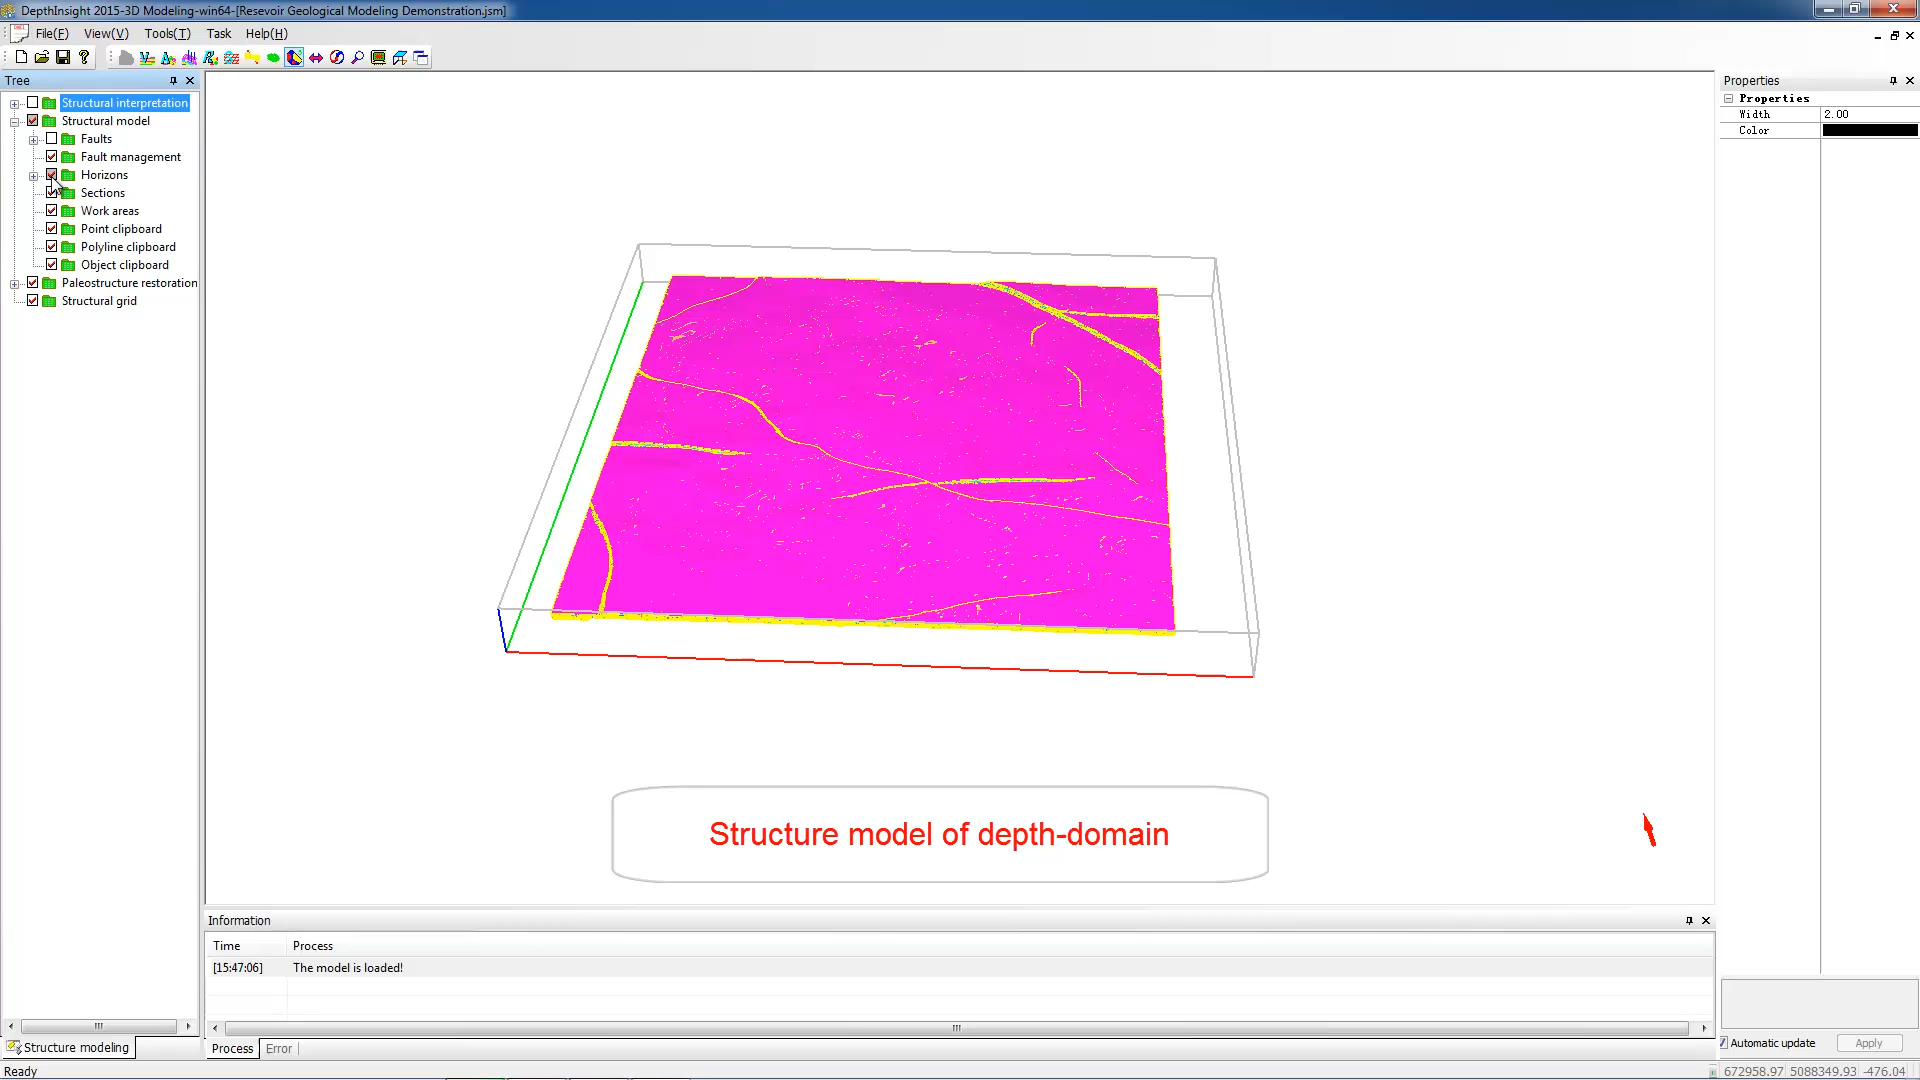 DepthInsight 2015-3D Modeling-win64-[Resevoir Geological Modeling Demonstration.jsm]
File(F) View(V) Tools(T) Task Help(H)
Tree
Structural interpretation
Structural model
Faults
Fault management
Horizons
Sections
Work areas
Point clipboard
Polyline clipboard
Object clipboard
Paleostructure restoration
Structural grid
Structure modeling
Structure model of depth-domain
Information
Time Process
[15:47:06] The model is loaded!
Process Error
Properties
Properties
Width 2.00
Color
Automatic update Apply
Ready 672958.97 5088349.93 -476.04